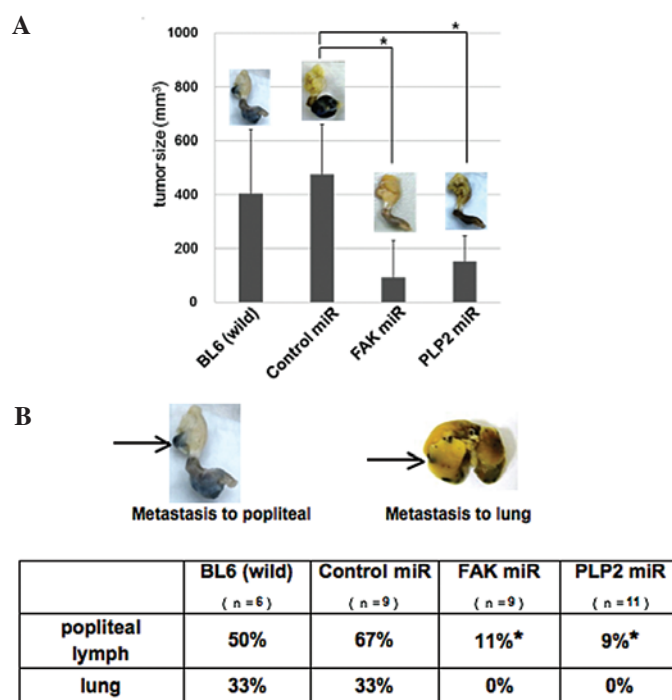 A
tumor size (mm³)
1000
800
600
400
200
0
*
*
BL6 (wild)
Control miR
FAK miR
PLP2 miR
B
Metastasis to popliteal
Metastasis to lung
BL6 (wild) Control miR FAK miR PLP2 miR
( n = 6 ) ( n = 9 ) ( n = 9 ) ( n = 11 )
popliteal
lymph 50% 67% 11%* 9%*
lung 33% 33% 0% 0%